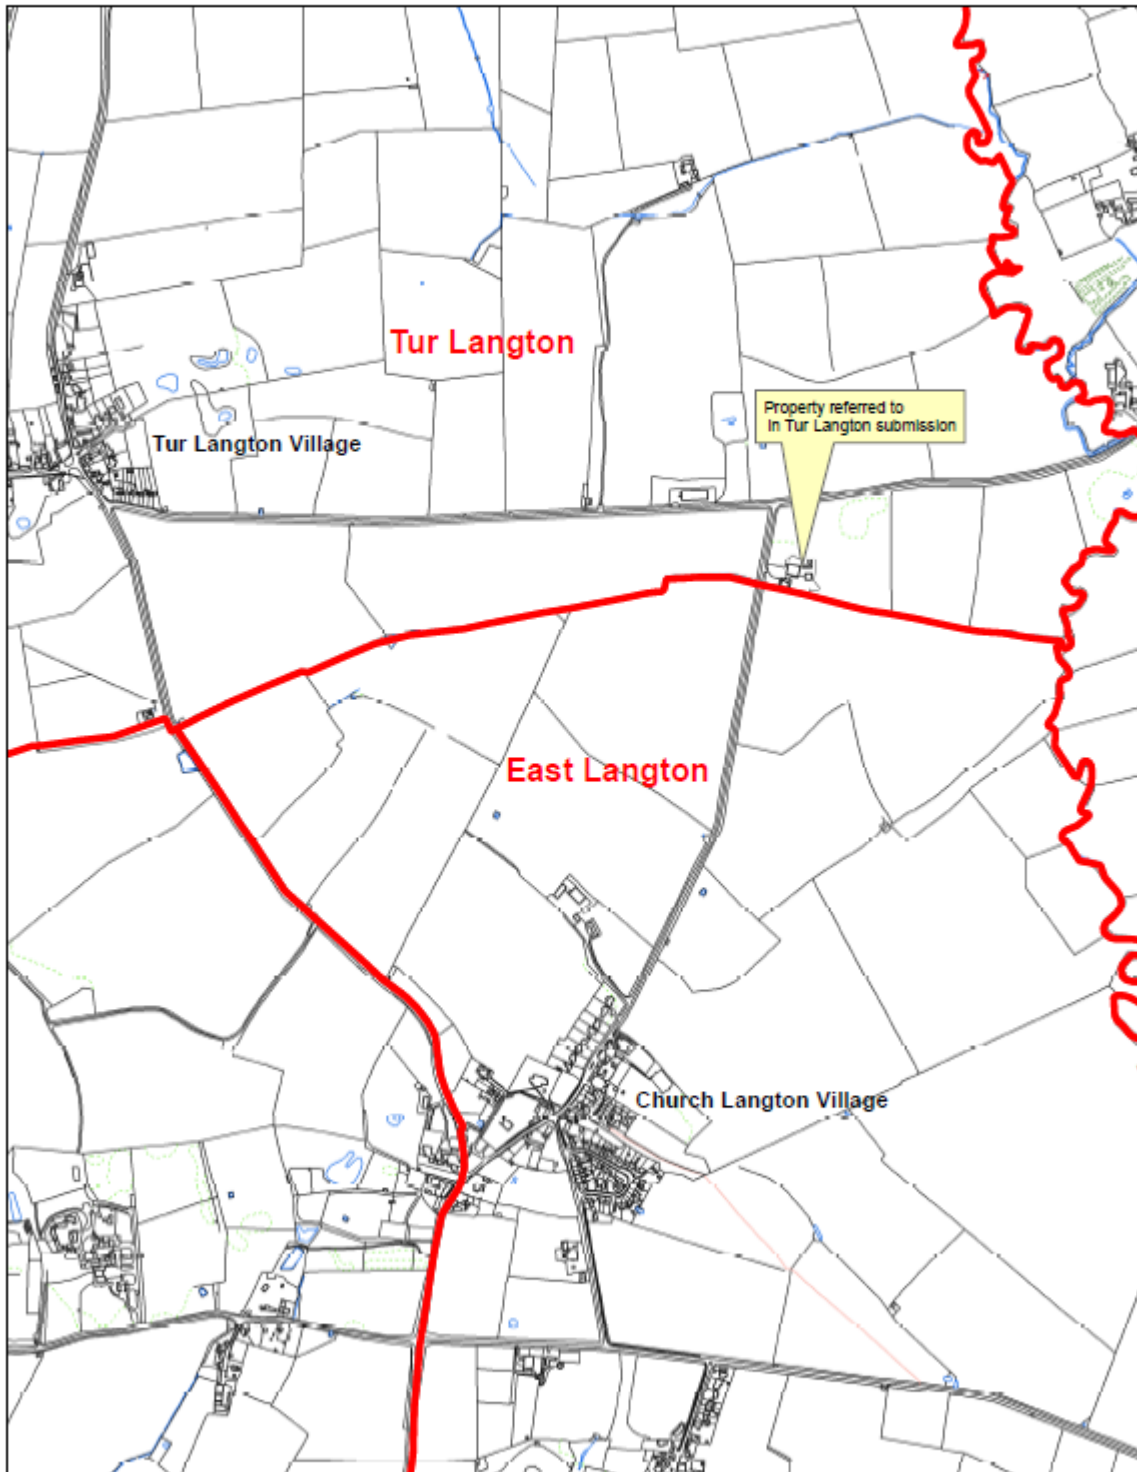 Tur Langton
Property referred to
in Tur Langton submission
Tur Langton Village
East Langton
Church Langton Village